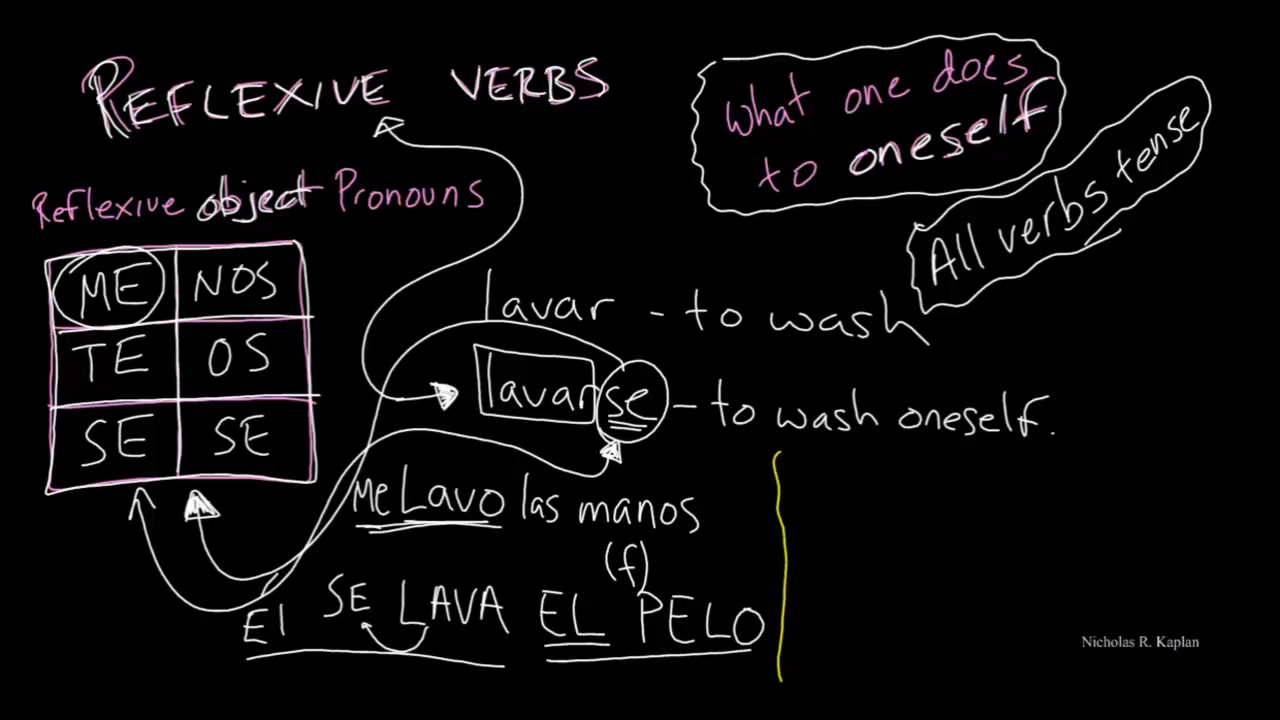 REFLEXIVE VERBS
What one does
to oneself
All verbs tense
Reflexive object Pronouns
ME NOS
TE OS
SE SE
lavar - to wash
lavarse - to wash oneself.
Me Lavo las manos
(f)
El SE LAVA EL PELO
Nicholas R. Kaplan